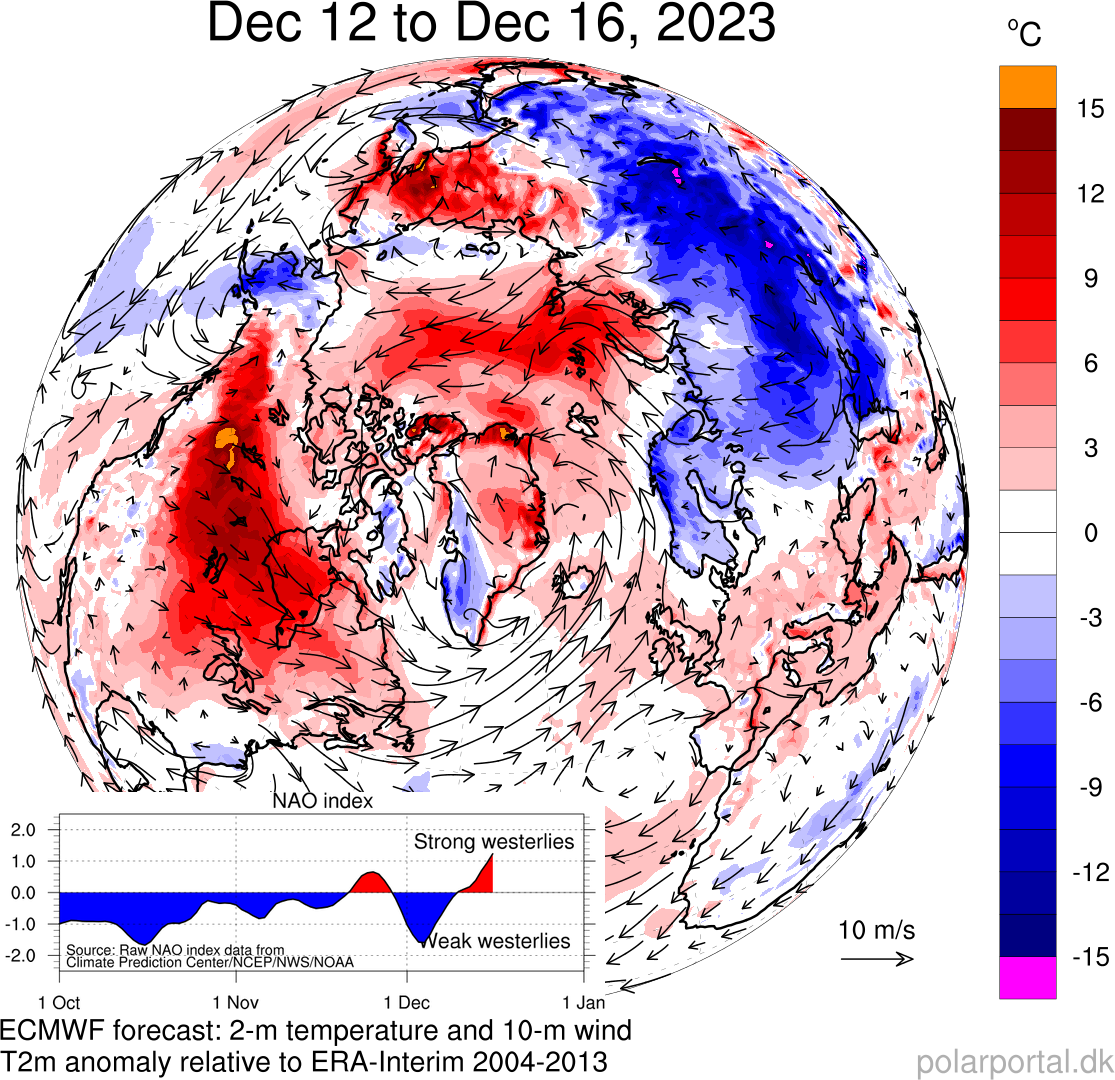 Dec 12 to Dec 16, 2023
°C
15
12
9
6
3
0
-3
-6
-9
-12
-15
10 m/s
NAO index
2.0
1.0
0.0
-1.0
-2.0
Strong westerlies
Weak westerlies
Source: Raw NAO index data from
Climate Prediction Center/NCEP/NWS/NOAA
1 Oct
1 Nov
1 Dec
1 Jan
ECMWF forecast: 2-m temperature and 10-m wind
T2m anomaly relative to ERA-Interim 2004-2013
polarportal.dk